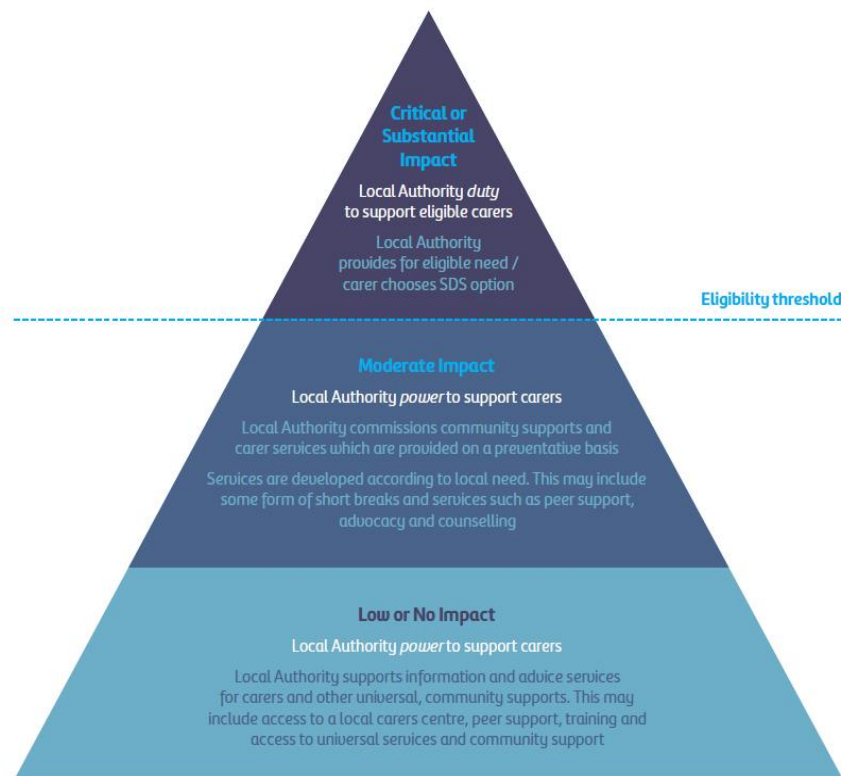 Critical or
Substantial
Impact
Local Authority duty
to support eligible carers
Local Authority
provides for eligible need /
carer chooses SDS option
Eligibility threshold
Moderate Impact
Local Authority power to support carers
Local Authority commissions community supports and
carer services which are provided on a preventative basis
Services are developed according to local need. This may include
some form of short breaks and services such as peer support,
advocacy and counselling
Low or No Impact
Local Authority power to support carers
Local Authority supports information and advice services
for carers and other universal, community supports. This may
include access to a local carers centre, peer support, training and
access to universal services and community support